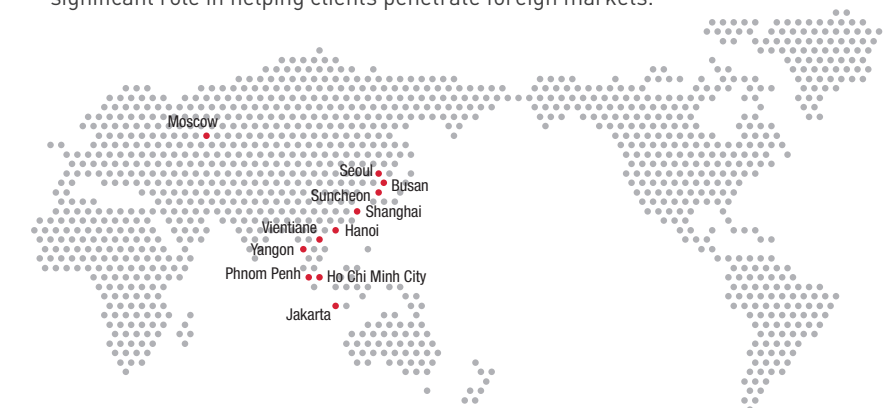 significant role in helping clients penetrate foreign markets.
Moscow
Seoul
Busan
Suncheon
Shanghai
Vientiane
Hanoi
Yangon
Phnom Penh
Ho Chi Minh City
Jakarta